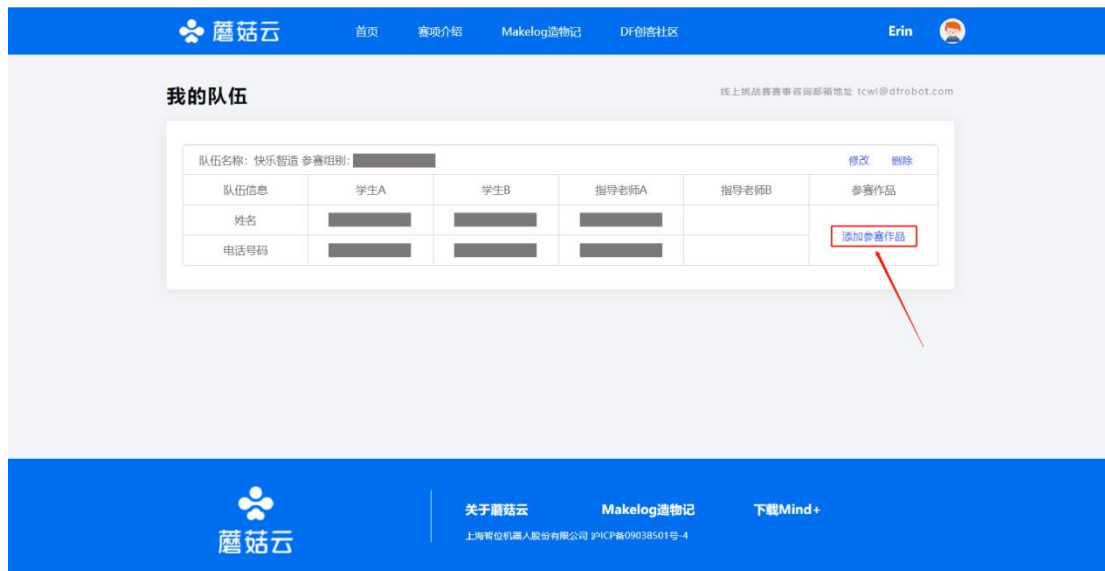 蘑菇云 首页 赛项介绍 Makelog造物记 DF创客社区 Erin
我的队伍 线上挑战赛赛事咨询邮箱地址 tcwl@dfrobot.com
队伍名称：快乐智造 参赛组别： 修改 删除
队伍信息 学生A 学生B 指导老师A 指导老师B 参赛作品
姓名
添加参赛作品
电话号码
关于蘑菇云 Makelog造物记 下载Mind+
上海智位机器人股份有限公司 沪ICP备09038501号-4
蘑菇云